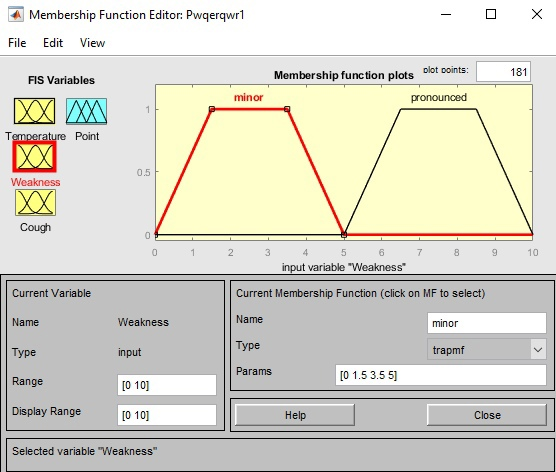 Membership Function Editor: Pwqerqwr1
File Edit View
FIS Variables
Temperature Point
Weakness
Cough
Membership function plots plot points: 181
minor pronounced
1
0.5
0
0 1 2 3 4 5 6 7 8 9 10
input variable "Weakness"
Current Variable
Name Weakness
Type input
Range [0 10]
Display Range [0 10]
Current Membership Function (click on MF to select)
Name minor
Type trapmf
Params [0 1.5 3.5 5]
Help Close
Selected variable "Weakness"